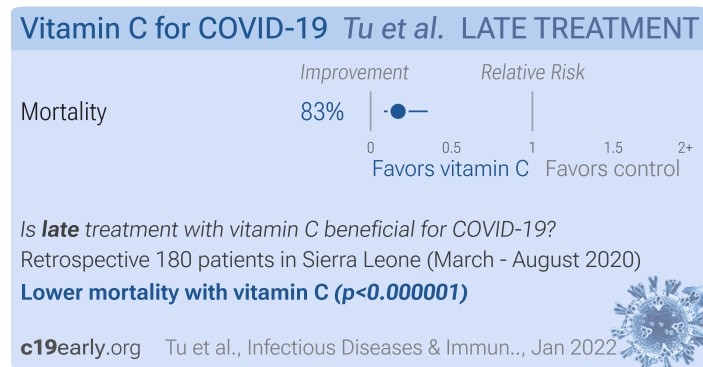 Vitamin C for COVID-19 Tu et al. LATE TREATMENT
Improvement Relative Risk
Mortality 83%
0 0.5 1 1.5 2+
Favors vitamin C Favors control
Is late treatment with vitamin C beneficial for COVID-19?
Retrospective 180 patients in Sierra Leone (March - August 2020)
Lower mortality with vitamin C (p<0.000001)
c19early.org Tu et al., Infectious Diseases & Immun.., Jan 2022